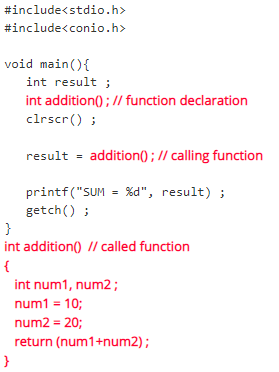 #include<stdio.h>
#include<conio.h>
void main(){
int result ;
int addition() ; // function declaration
clrscr() ;
result = addition() ; // calling function
printf("SUM = %d", result) ;
getch() ;
}
int addition() // called function
{
int num1, num2 ;
num1 = 10;
num2 = 20;
return (num1+num2) ;
}